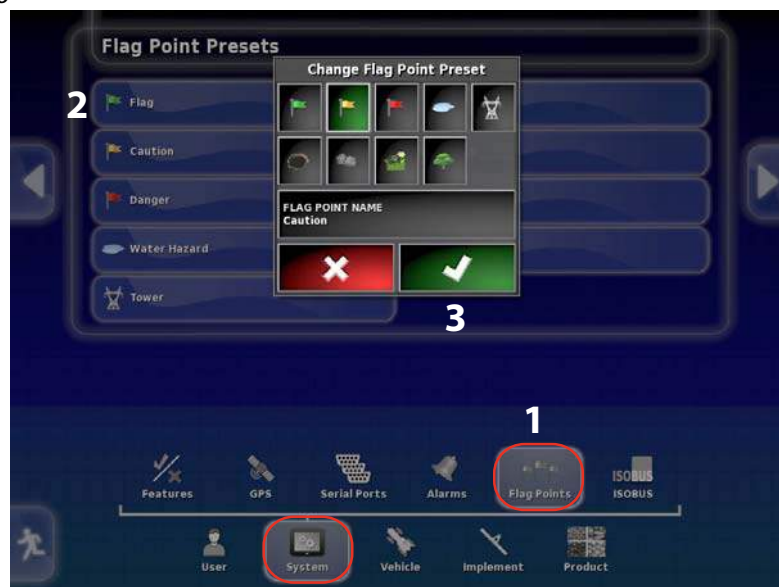 Flag Point Presets
Change Flag Point Preset
2
Flag
Caution
Danger
FLAG POINT NAME
Caution
Water Hazard
Tower
3
1
Features
GPS
Serial Ports
Alarms
Flag Points
ISOBUS
ISOBUS
User
System
Vehicle
Implement
Product